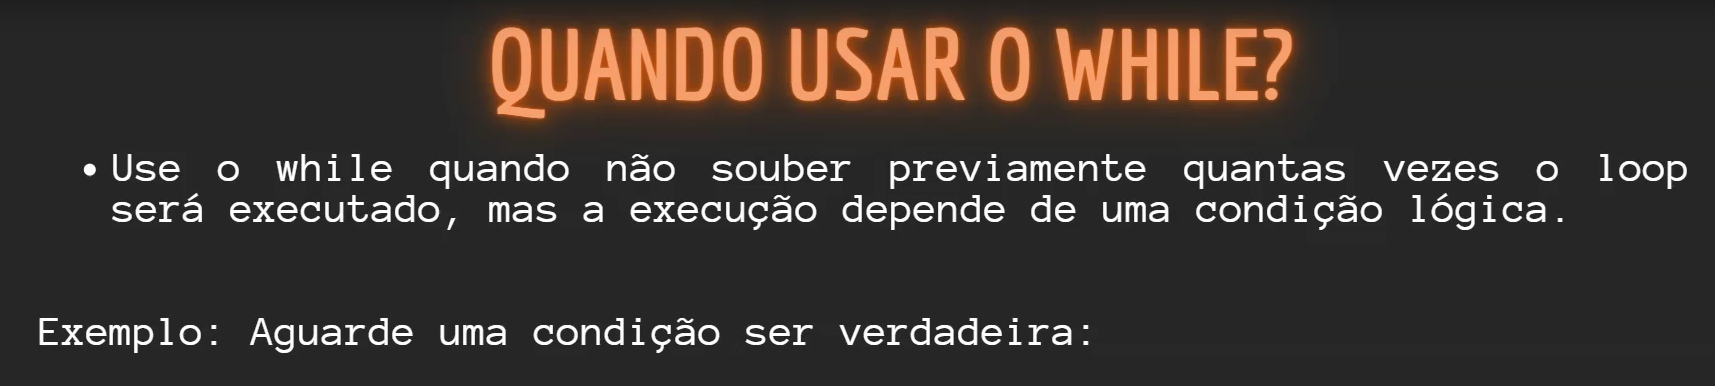 QUANDO USAR O WHILE?
• Use o while quando não souber previamente quantas vezes o loop
será executado, mas a execução depende de uma condição lógica.
Exemplo: Aguarde uma condição ser verdadeira: